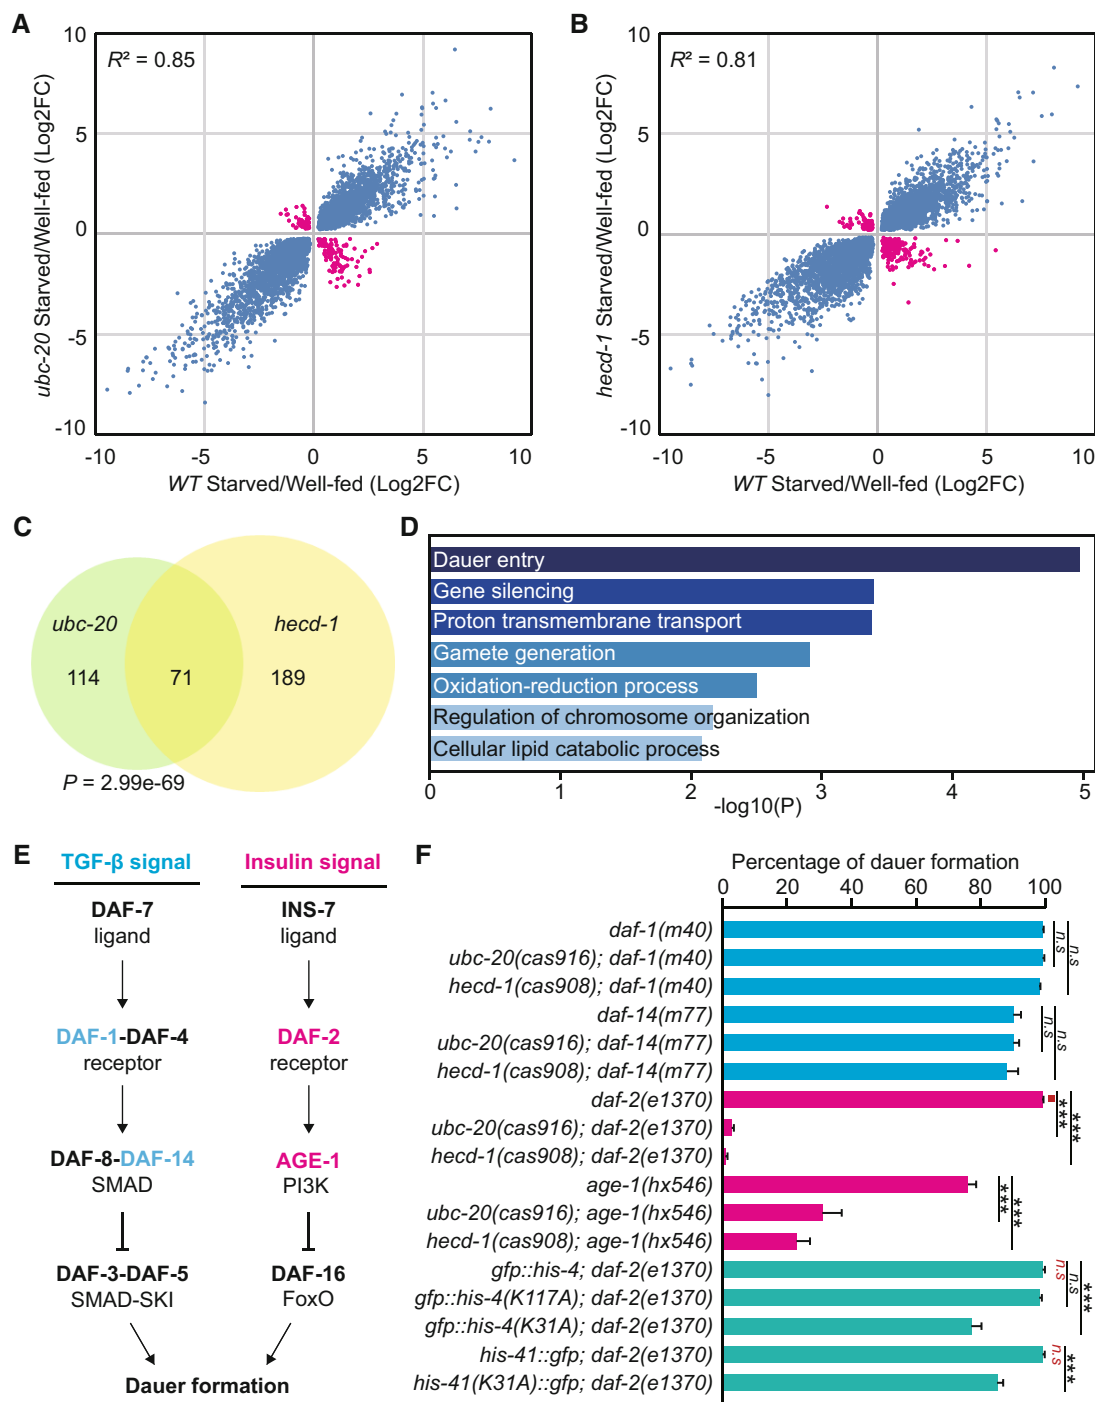 A
R² = 0.85
10
5
0
-5
-10
ubc-20 Starved/Well-fed (Log2FC)
-10 -5 0 5 10
WT Starved/Well-fed (Log2FC)
B
R² = 0.81
10
5
0
-5
-10
hecd-1 Starved/Well-fed (Log2FC)
-10 -5 0 5 10
WT Starved/Well-fed (Log2FC)
C
ubc-20 hecd-1
114 71 189
P = 2.99e-69
D
Dauer entry
Gene silencing
Proton transmembrane transport
Gamete generation
Oxidation-reduction process
Regulation of chromosome organization
Cellular lipid catabolic process
0 1 2 3 4 5
-log10(P)
E
TGF-β signal Insulin signal
DAF-7 INS-7
ligand ligand
DAF-1-DAF-4 DAF-2
receptor receptor
DAF-8-DAF-14 AGE-1
SMAD PI3K
DAF-3-DAF-5 DAF-16
SMAD-SKI FoxO
Dauer formation
F
Percentage of dauer formation
0 20 40 60 80 100
daf-1(m40)
ubc-20(cas916); daf-1(m40)
hecd-1(cas908); daf-1(m40)
n.s n.s
daf-14(m77)
ubc-20(cas916); daf-14(m77)
hecd-1(cas908); daf-14(m77)
n.s n.s
daf-2(e1370)
ubc-20(cas916); daf-2(e1370)
hecd-1(cas908); daf-2(e1370)
*** ***
age-1(hx546)
ubc-20(cas916); age-1(hx546)
hecd-1(cas908); age-1(hx546)
*** ***
gfp::his-4; daf-2(e1370)
gfp::his-4(K117A); daf-2(e1370)
gfp::his-4(K31A); daf-2(e1370)
n.s n.s ***
his-41::gfp; daf-2(e1370)
his-41(K31A)::gfp; daf-2(e1370)
n.s ***